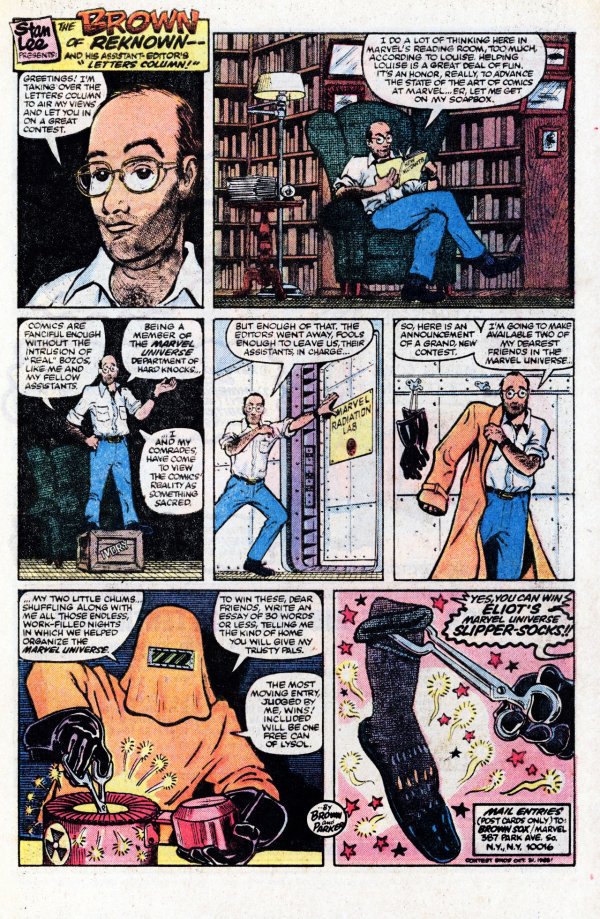 Stan
Lee
PRESENTS:
THE BROWN
OF REKNOWN--
AND HIS ASSISTANT-EDITOR'S
"LETTERS COLUMN!"
GREETINGS! I'M
TAKING OVER THE
LETTERS COLUMN
TO AIR MY VIEWS
AND LET YOU IN
ON A GREAT
CONTEST.
I DO A LOT OF THINKING HERE IN
MARVEL'S READING ROOM, TOO MUCH,
ACCORDING TO LOUISE. HELPING
LOUISE IS A GREAT DEAL OF FUN.
IT'S AN HONOR, REALLY, TO ADVANCE
THE STATE OF THE ART OF COMICS
AT MARVEL... ER, LET ME GET
ON MY SOAPBOX.
COMICS ARE
FANCIFUL ENOUGH
WITHOUT THE
INTRUSION OF
"REAL" BOZOS,
LIKE ME AND
MY FELLOW
ASSISTANTS.
BEING A
MEMBER OF
THE MARVEL
UNIVERSE
DEPARTMENT OF
HARD KNOCKS...
...I
AND MY
COMRADES,
HAVE COME
TO VIEW
THE COMICS'
REALITY AS
SOMETHING
SACRED.
IVORY
BUT ENOUGH OF THAT. THE
EDITORS WENT AWAY, FOOLS
ENOUGH TO LEAVE US, THEIR
ASSISTANTS, IN CHARGE...
MARVEL
RADIATION
LAB
SO, HERE IS AN
ANNOUNCEMENT
OF A GRAND, NEW
CONTEST.
I'M GOING TO MAKE
AVAILABLE TWO OF
MY DEAREST
FRIENDS IN THE
MARVEL UNIVERSE...
...MY TWO LITTLE CHUMS...
SHUFFLING ALONG WITH
ME ALL THOSE ENDLESS,
WORK-FILLED NIGHTS
IN WHICH WE HELPED
ORGANIZE THE
MARVEL UNIVERSE.
TO WIN THESE, DEAR
FRIENDS, WRITE AN
ESSAY OF 30 WORDS
OR LESS, TELLING ME
THE KIND OF HOME
YOU WILL GIVE MY
TRUSTY PALS.
THE MOST
MOVING ENTRY,
JUDGED BY
ME, WINS!
INCLUDED
WILL BE ONE
FREE CAN
OF LYSOL.
--BY
BROWN
AND
PARKER
YES, YOU CAN WIN
ELIOT'S
MARVEL UNIVERSE
SLIPPER-SOCKS!!
MAIL ENTRIES
(POST CARDS ONLY) TO:
BROWN SOX/MARVEL
387 PARK AVE. SO.
N.Y., N.Y. 10016
CONTEST ENDS OCT. 31, 1983!